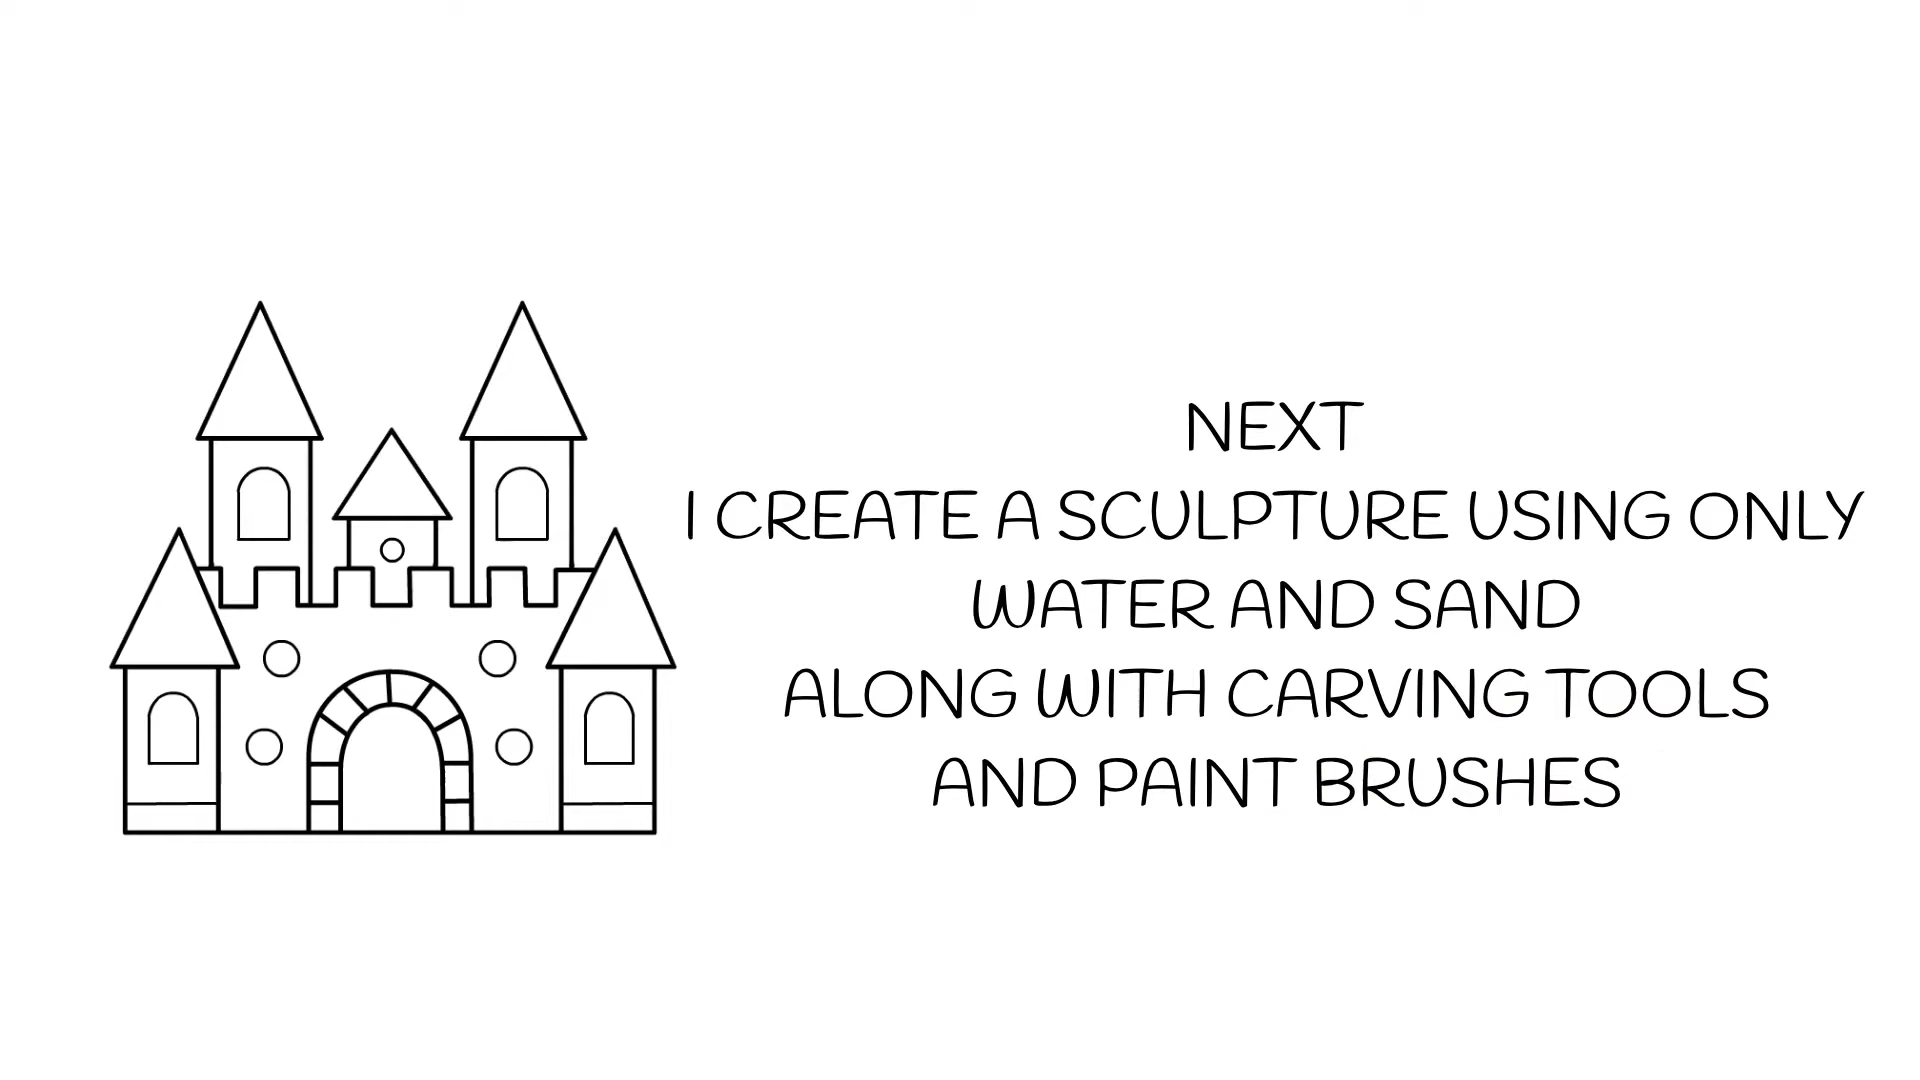 NEXT
I CREATE A SCULPTURE USING ONLY
WATER AND SAND
ALONG WITH CARVING TOOLS
AND PAINT BRUSHES